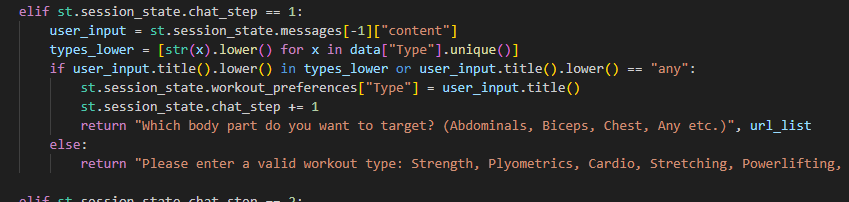 elif st.session_state.chat_step == 1:
    user_input = st.session_state.messages[-1]["content"]
    types_lower = [str(x).lower() for x in data["Type"].unique()]
    if user_input.title().lower() in types_lower or user_input.title().lower() == "any":
        st.session_state.workout_preferences["Type"] = user_input.title()
        st.session_state.chat_step += 1
        return "Which body part do you want to target? (Abdominals, Biceps, Chest, Any etc.)", url_list
    else:
        return "Please enter a valid workout type: Strength, Plyometrics, Cardio, Stretching, Powerlifting,
elif st.session_state.chat_step == 2: